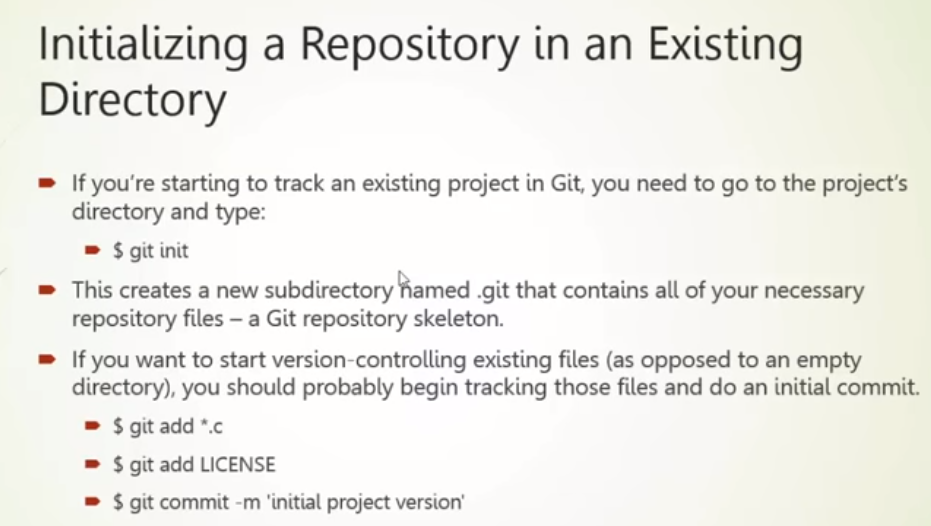 Initializing a Repository in an Existing
Directory
If you're starting to track an existing project in Git, you need to go to the project's
directory and type:
$ git init
This creates a new subdirectory named .git that contains all of your necessary
repository files – a Git repository skeleton.
If you want to start version-controlling existing files (as opposed to an empty
directory), you should probably begin tracking those files and do an initial commit.
$ git add *.c
$ git add LICENSE
$ git commit -m 'initial project version'